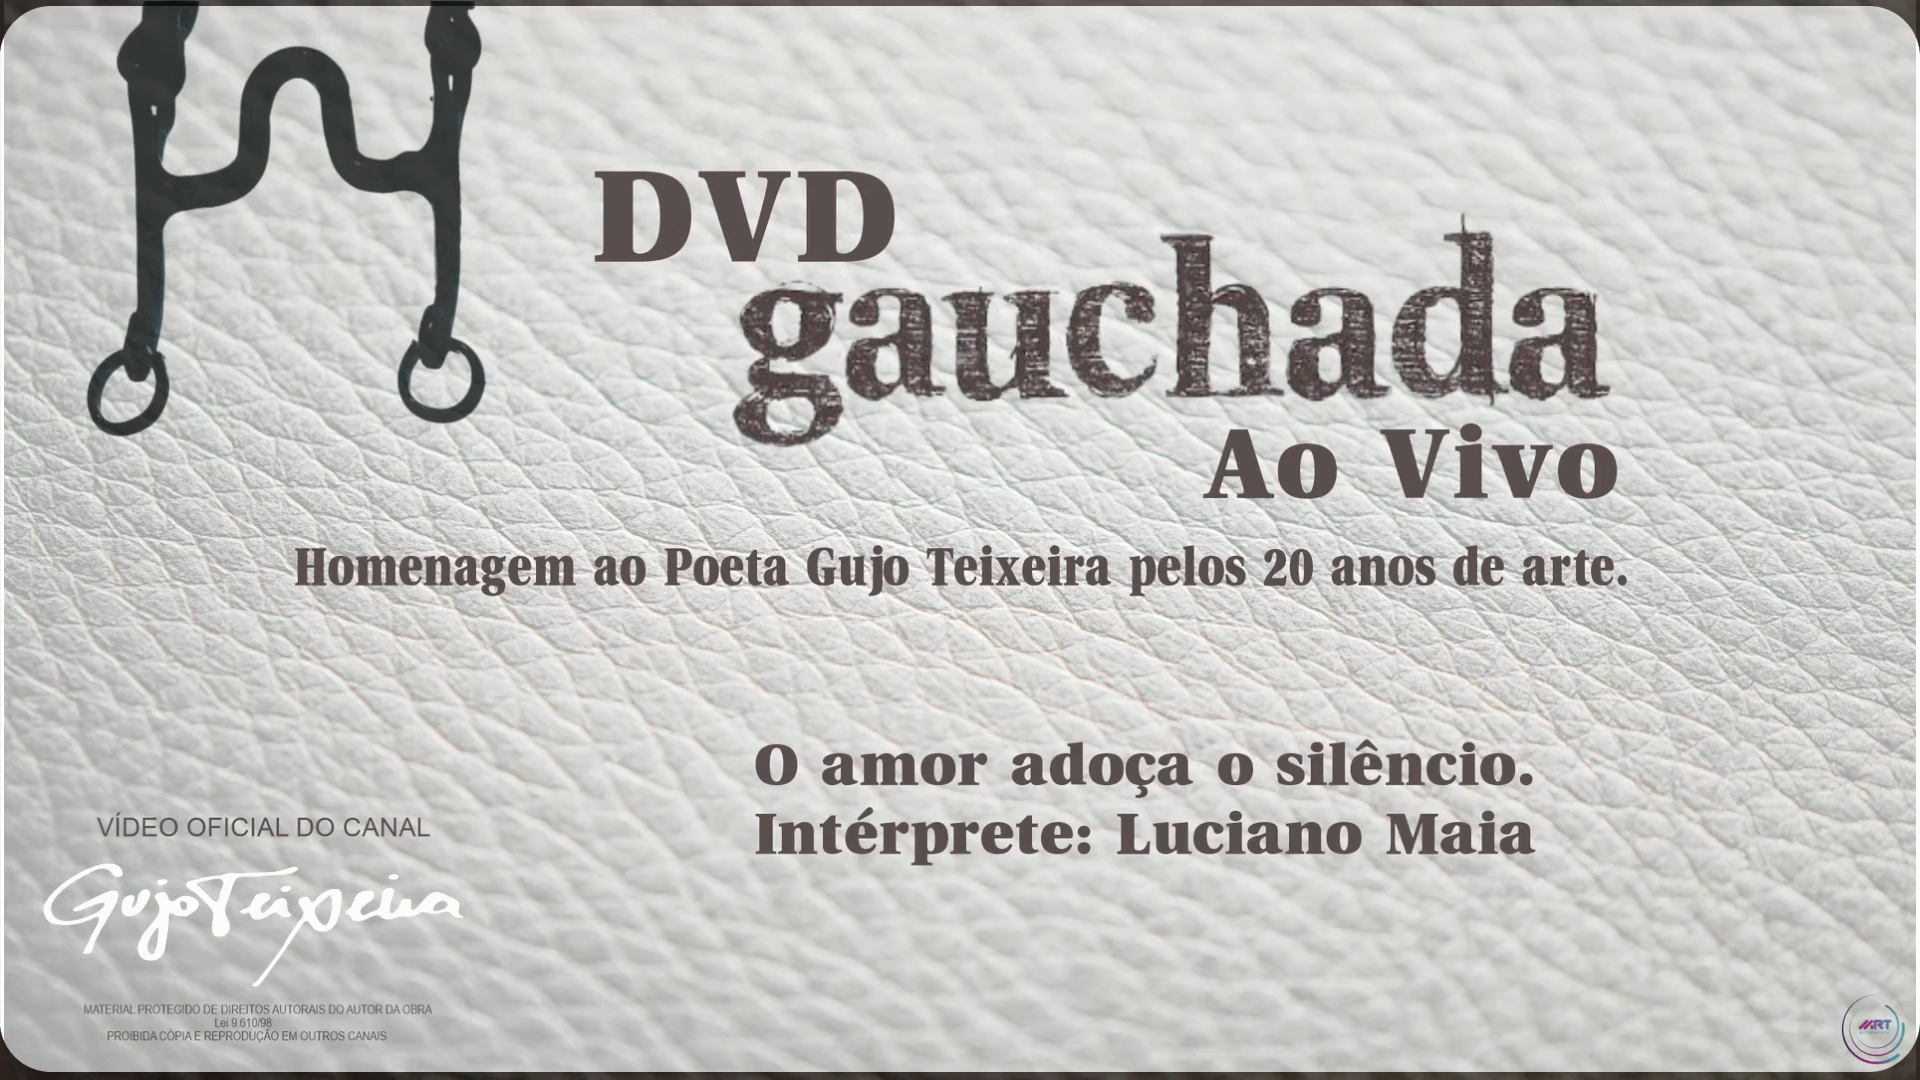 DVD
gauchada
Ao Vivo
Homenagem ao Poeta Gujo Teixeira pelos 20 anos de arte.
O amor adoça o silêncio.
Intérprete: Luciano Maia
VÍDEO OFICIAL DO CANAL
Gujo Teixeira
MATERIAL PROTEGIDO DE DIREITOS AUTORAIS DO AUTOR DA OBRA
Lei 9.610/98
PROIBIDA CÓPIA E REPRODUÇÃO EM OUTROS CANAIS